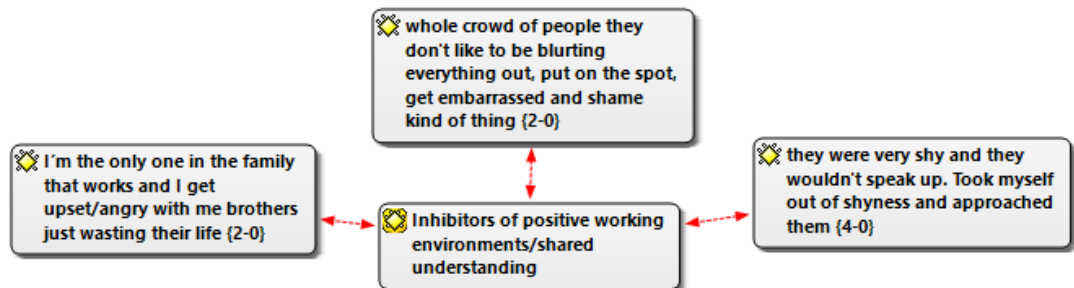 whole crowd of people they
don't like to be blurting
everything out, put on the spot,
get embarrassed and shame
kind of thing {2-0}
I´m the only one in the family
that works and I get
upset/angry with me brothers
just wasting their life {2-0}
they were very shy and they
wouldn't speak up. Took myself
out of shyness and approached
them {4-0}
Inhibitors of positive working
environments/shared
understanding